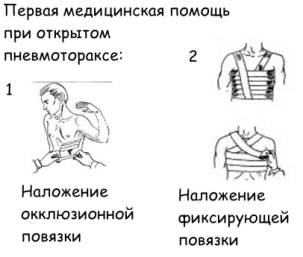 Первая медицинская помощь
при открытом
пневмотораксе:
1
2
Наложение
окклюзионной
повязки
Наложение
фиксирующей
повязки